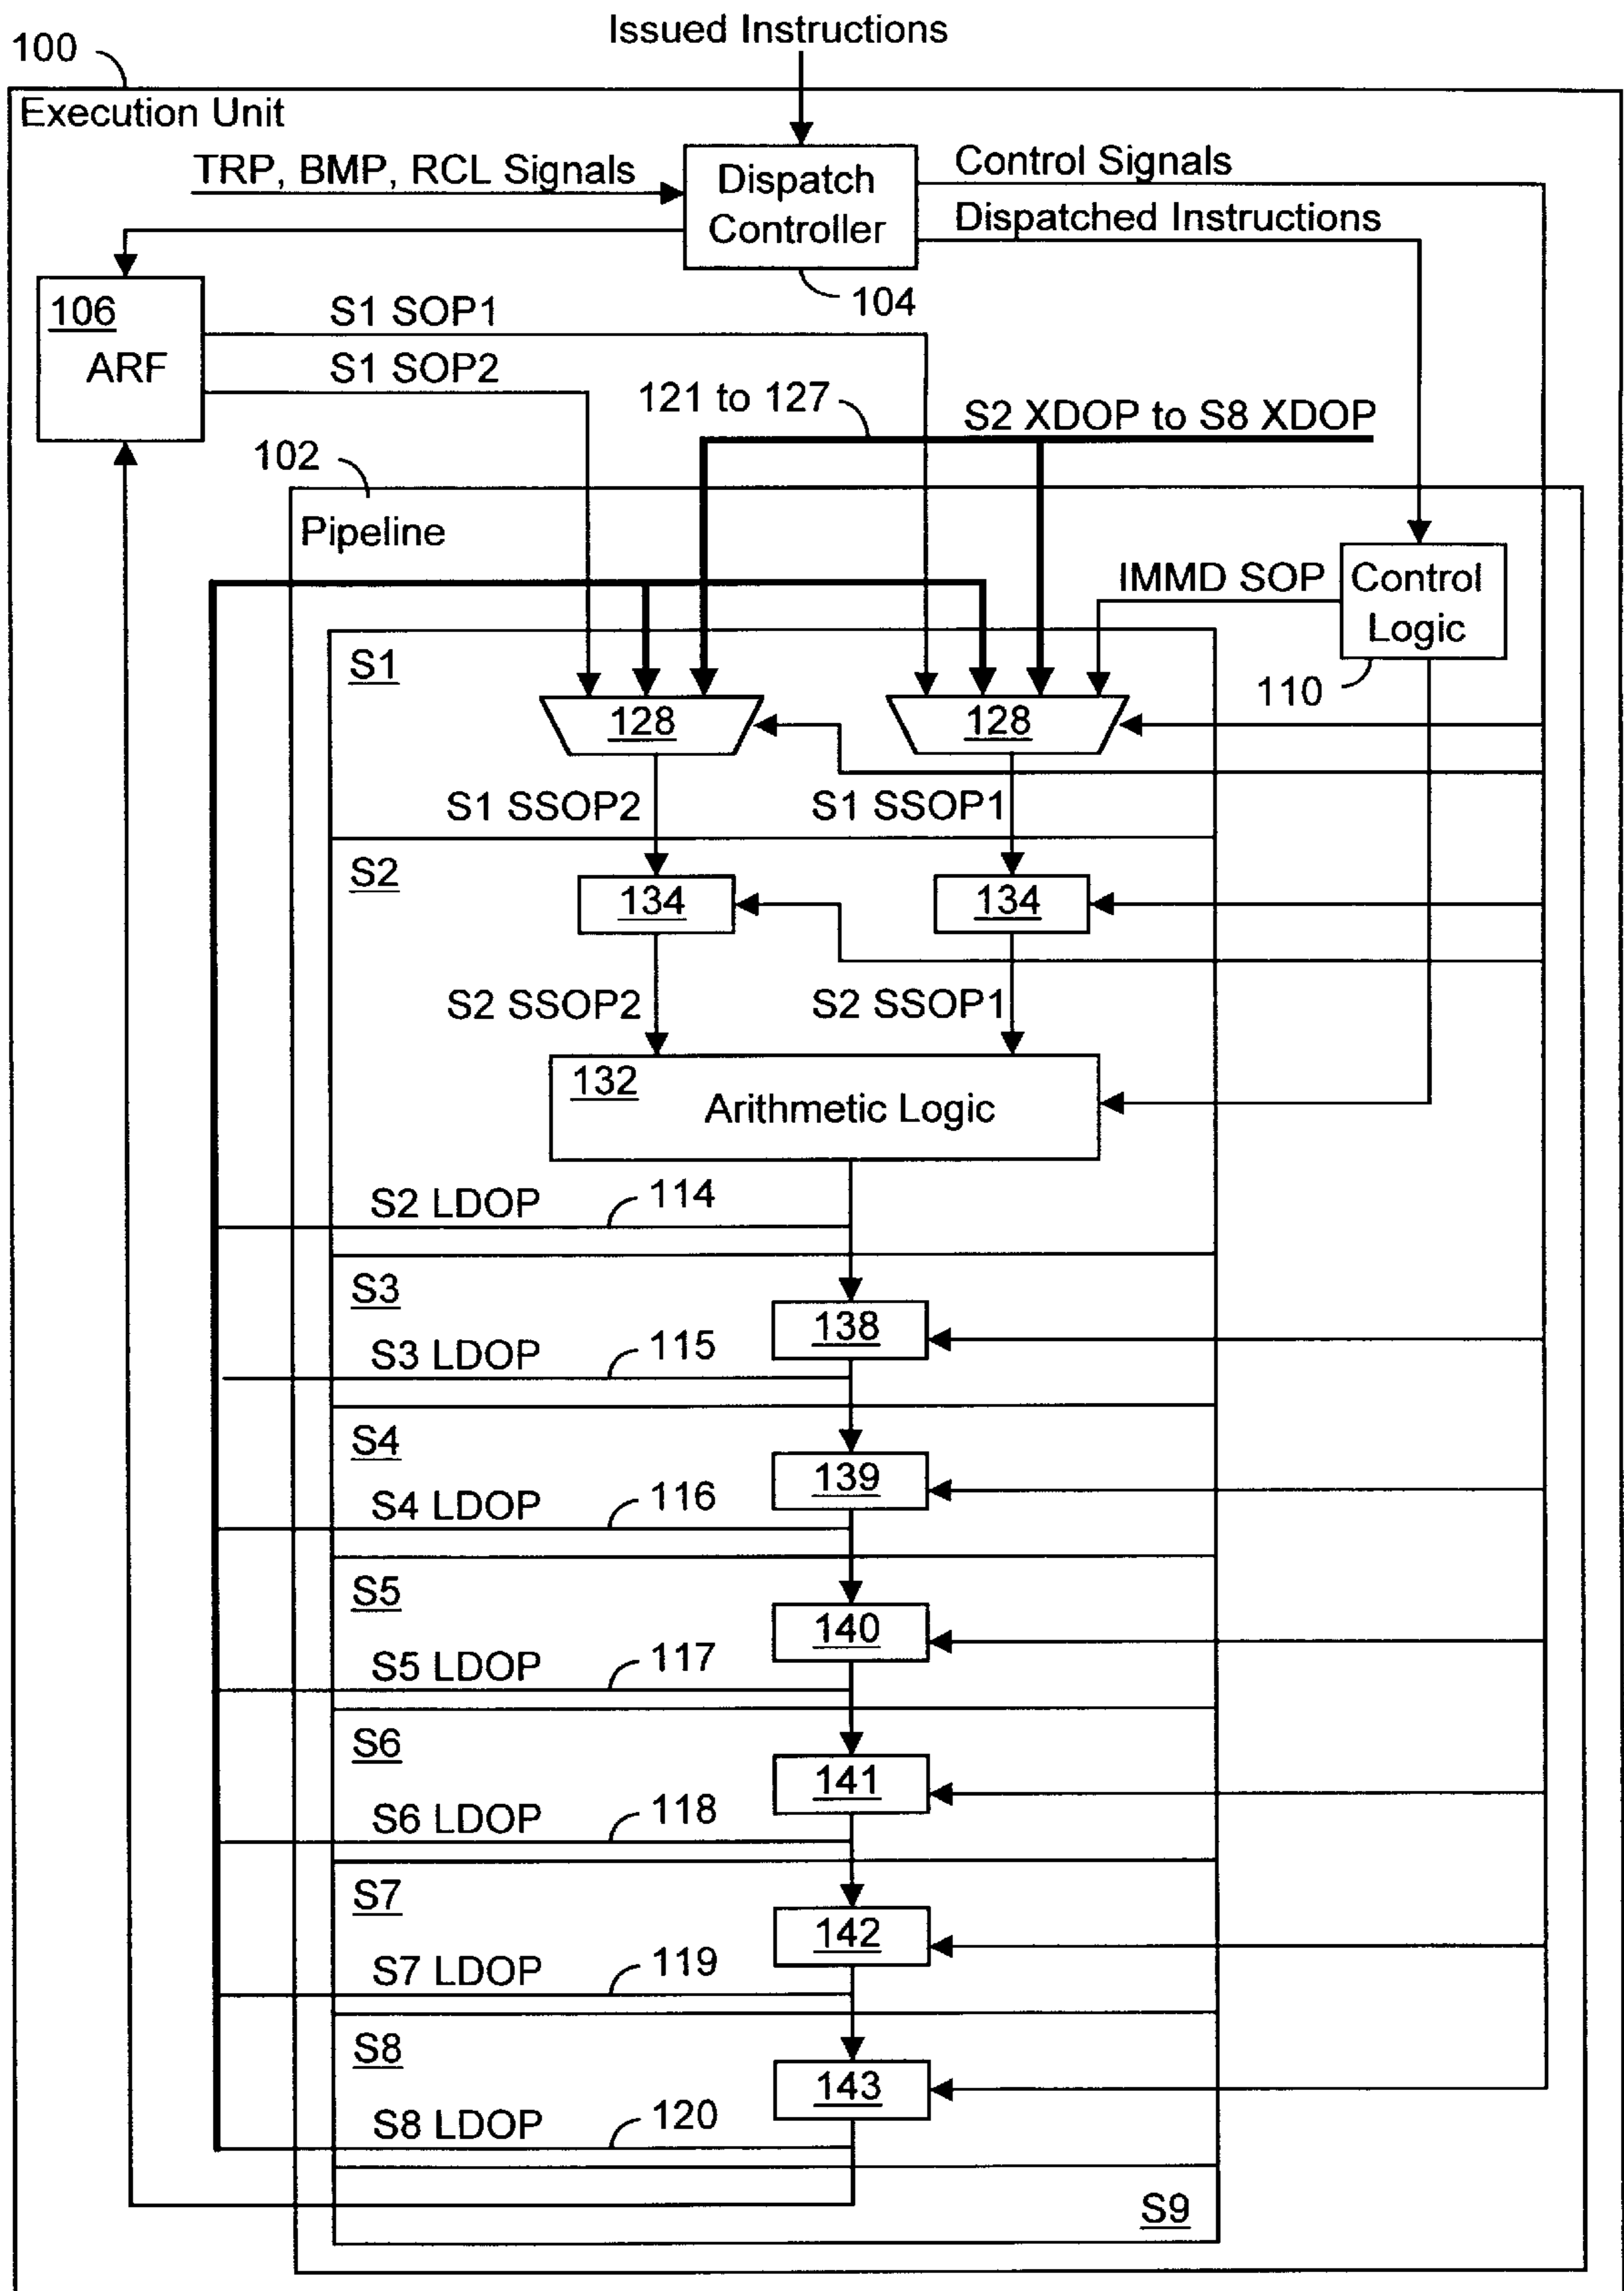 Issued Instructions
100
Execution Unit
TRP, BMP, RCL Signals
Dispatch
Controller
Control Signals
Dispatched Instructions
104
106
ARF
S1 SOP1
S1 SOP2
121 to 127
S2 XDOP to S8 XDOP
102
Pipeline
IMMD SOP
Control
Logic
110
S1
128
128
S1 SSOP2
S1 SSOP1
S2
134
134
S2 SSOP2
S2 SSOP1
132
Arithmetic Logic
S2 LDOP
114
S3
138
S3 LDOP
115
S4
139
S4 LDOP
116
S5
140
S5 LDOP
117
S6
141
S6 LDOP
118
S7
142
S7 LDOP
119
S8
143
S8 LDOP
120
S9